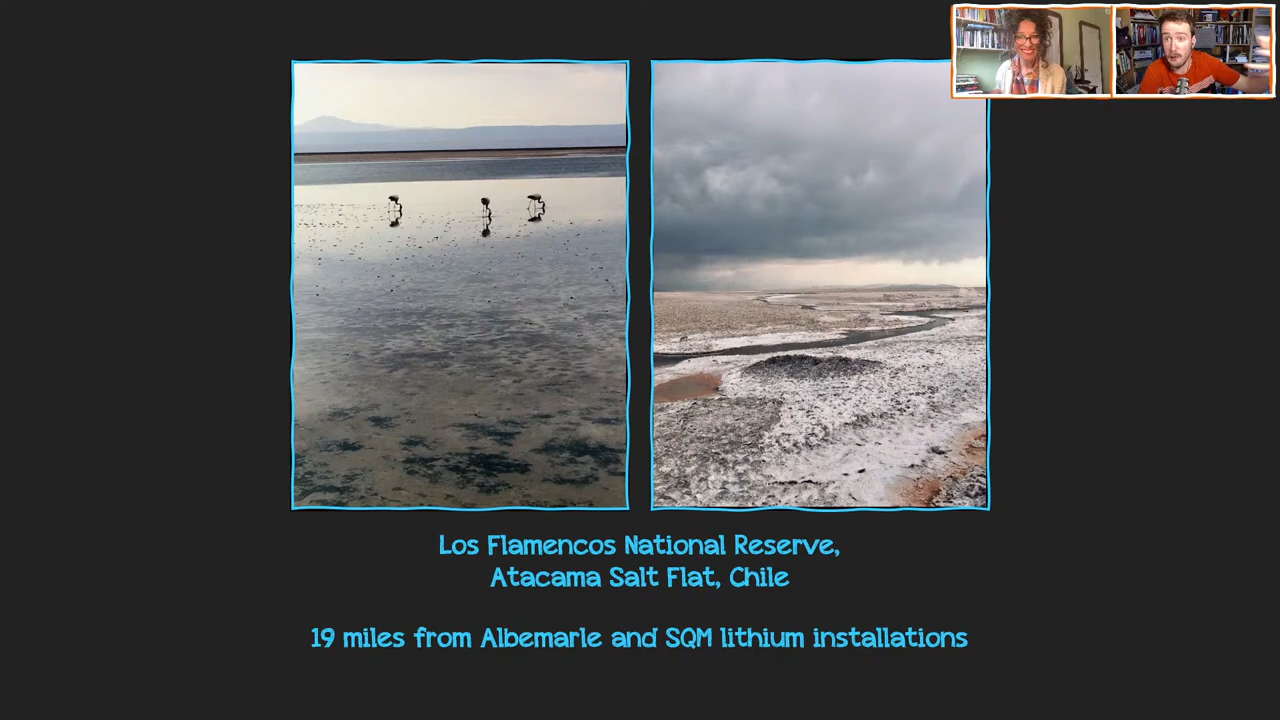 Los Flamencos National Reserve,
Atacama Salt Flat, Chile
19 miles from Albemarle and SQM lithium installations